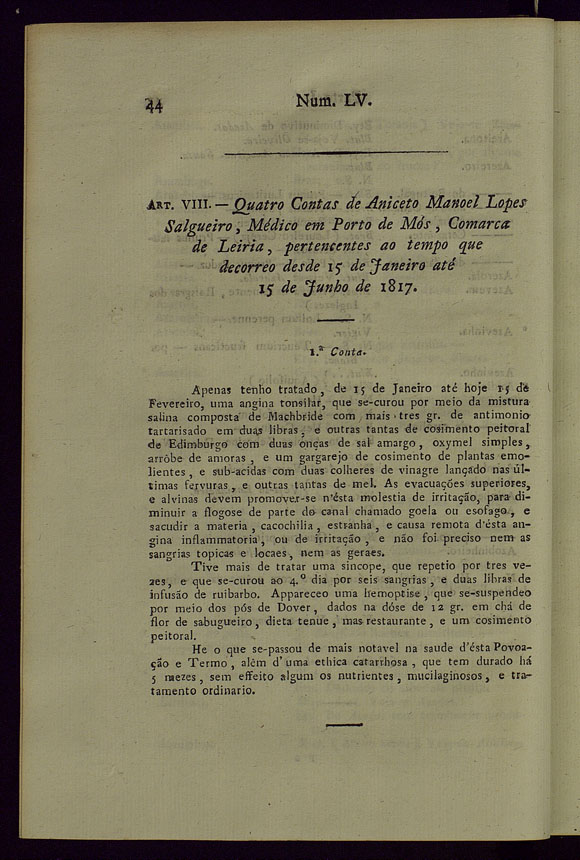 44
Num. LV.
ART. VIII. — Quatro Contas de Aniceto Manoel Lopes
Salgueiro, Médico em Porto de Mós, Comarca
de Leiria, pertencentes ao tempo que
decorreo desde 15 de Janeiro até
15 de Junho de 1817.
1.ª Conta.
Apenas tenho tratado, de 15 de Janeiro até hoje 15 de
Fevereiro, uma angina tonsilar, que se-curou por meio da mistura
salina composta de Machbride com mais tres gr. de antimonio
tartarisado em duas libras; e outras tantas de cosimento peitoral
de Edimburgo com duas onças de sal amargo, oxymel simples,
arrôbe de amoras, e um gargarejo de cosimento de plantas emo-
lientes, e sub-acidas com duas colheres de vinagre lançado nas úl-
timas fervuras, e outras tantas de mel. As evacuações superiores,
e alvinas devem promover-se n'ésta molestia de irritação, para di-
minuir a flogose de parte do canal chamado goela ou esofago, e
sacudir a materia, cacochilia, estranha, e causa remota d'ésta an-
gina inflammatoria, ou de irritação, e não foi preciso nem as
sangrias topicas e locaes, nem as geraes.
Tive mais de tratar uma sincope, que repetio por tres ve-
zes, e que se-curou ao 4.º dia por seis sangrias, e duas libras de
infusão de ruibarbo. Appareceo uma hemoptise, que se-suspendeo
por meio dos pós de Dover, dados na dóse de 12 gr. em chá de
flor de sabugueiro, dieta tenue, mas restaurante, e um cosimento
peitoral.
He o que se-passou de mais notavel na saude d'ésta Povoa-
ção e Termo, além d'uma ethica catarrhosa, que tem durado há
5 mezes, sem effeito algum os nutrientes, mucilaginosos, e tra-
tamento ordinario.